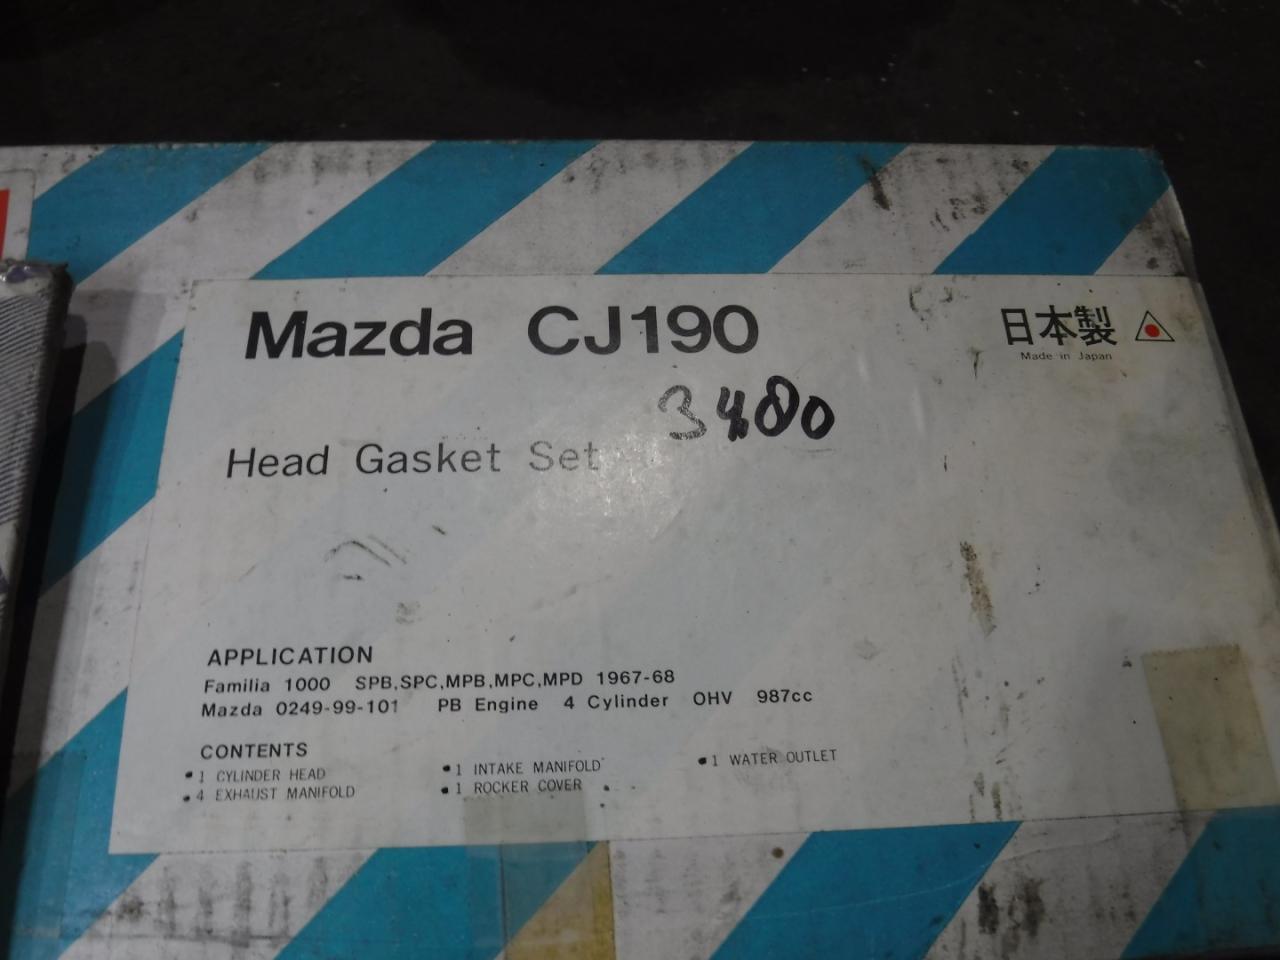 Mazda CJ190
日本製
Made in Japan
3480
Head Gasket Set
APPLICATION
Familia 1000 SPB,SPC,MPB,MPC,MPD 1967-68
Mazda 0249-99-101 PB Engine 4 Cylinder OHV 987cc
CONTENTS
•1 CYLINDER HEAD •1 INTAKE MANIFOLD •1 WATER OUTLET
•4 EXHAUST MANIFOLD •1 ROCKER COVER